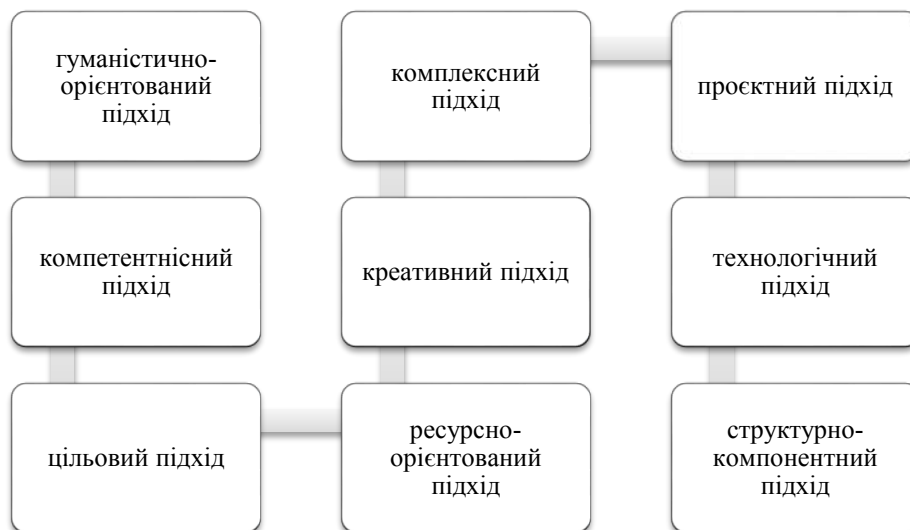 гуманістично-
орієнтований
підхід
компетентнісний
підхід
цільовий підхід
ресурсно-
орієнтований
підхід
креативний підхід
комплексний
підхід
проєктний підхід
технологічний
підхід
структурно-
компонентний
підхід